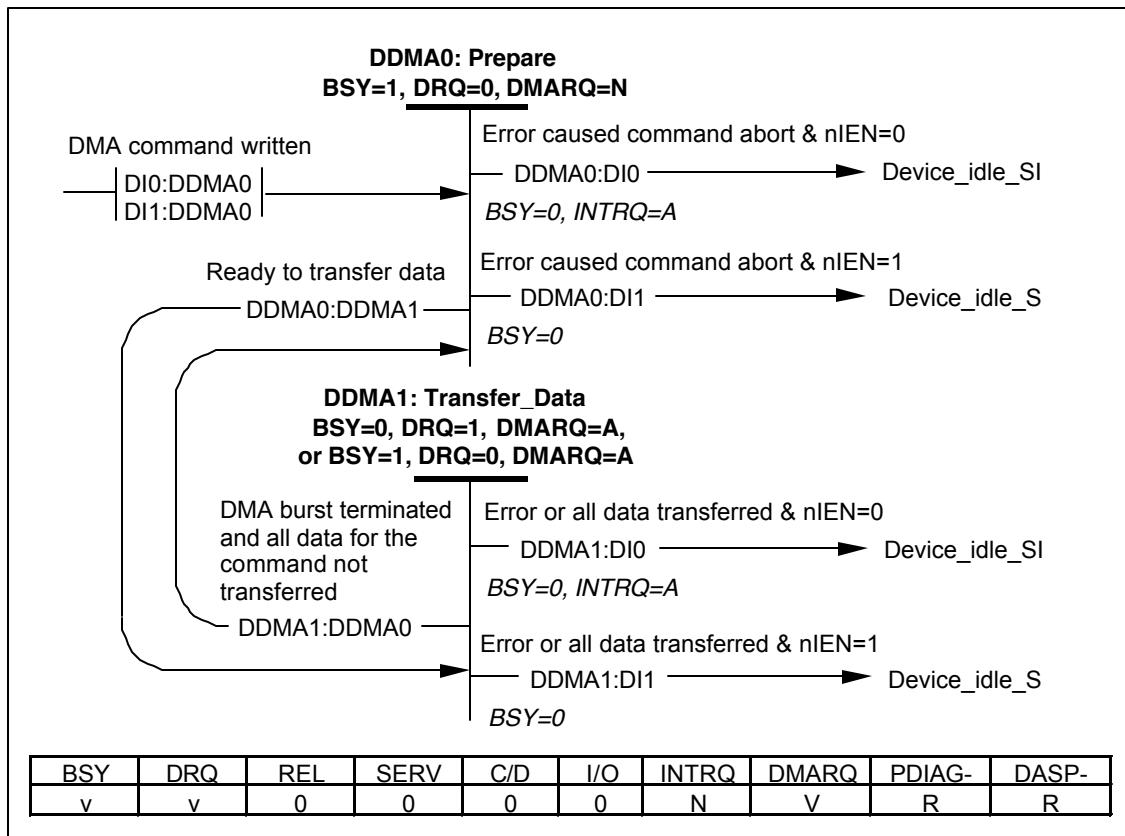 DDMA0: Prepare
BSY=1, DRQ=0, DMARQ=N
Error caused command abort & nIEN=0
DMA command written
DDMA0:DI0
Device_idle_SI
DI0:DDMA0
DI1:DDMA0
BSY=0, INTRQ=A
Error caused command abort & nIEN=1
Ready to transfer data
DDMA0:DI1
Device_idle_S
DDMA0:DDMA1
BSY=0
DDMA1: Transfer_Data
BSY=0, DRQ=1, DMARQ=A,
or BSY=1, DRQ=0, DMARQ=A
DMA burst terminated
and all data for the
command not
transferred
Error or all data transferred & nIEN=0
DDMA1:DI0
Device_idle_SI
BSY=0, INTRQ=A
DDMA1:DDMA0
Error or all data transferred & nIEN=1
DDMA1:DI1
Device_idle_S
BSY=0
BSY DRQ REL SERV C/D I/O INTRQ DMARQ PDIAG- DASP-
v v 0 0 0 0 N V R R